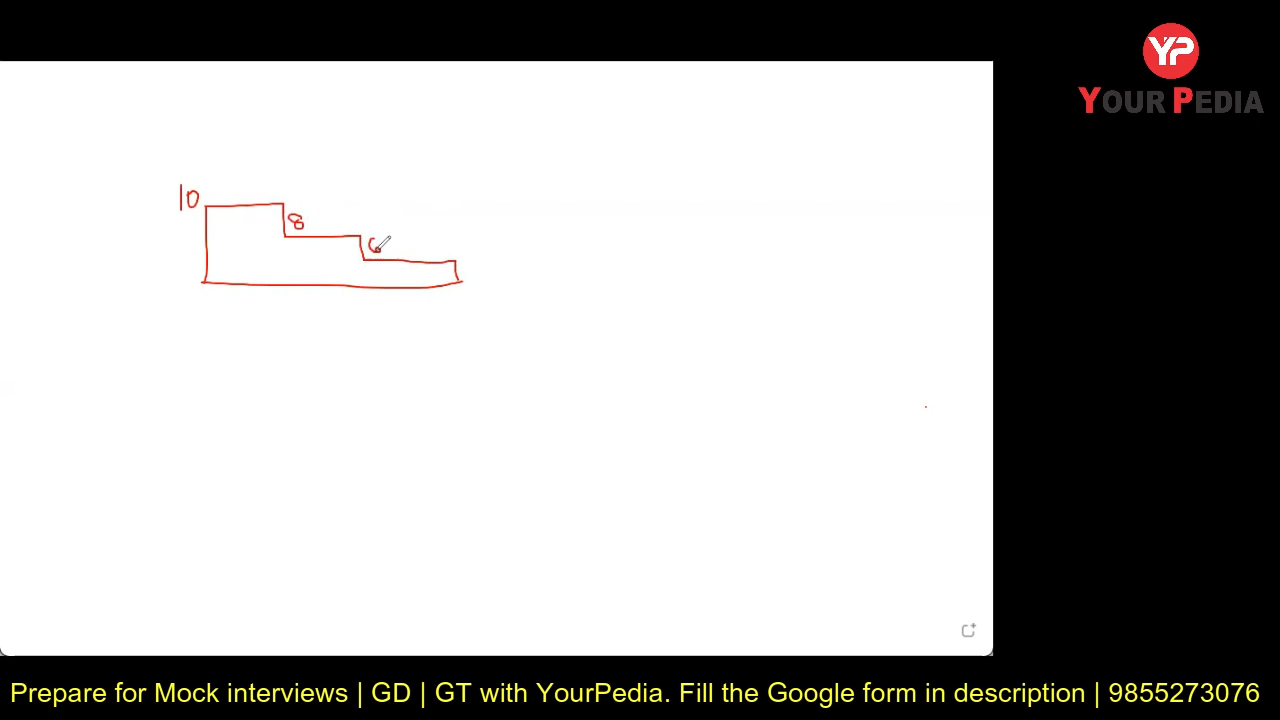 YP
YOUR PEDIA
10
8
6
Prepare for Mock interviews | GD | GT with YourPedia. Fill the Google form in description | 9855273076